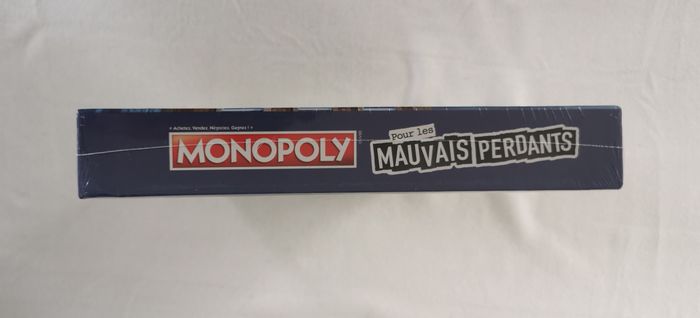 • Achetez, Vendez, Négociez, Gagnez ! •
MONOPOLY
Pour les
MAUVAIS PERDANTS